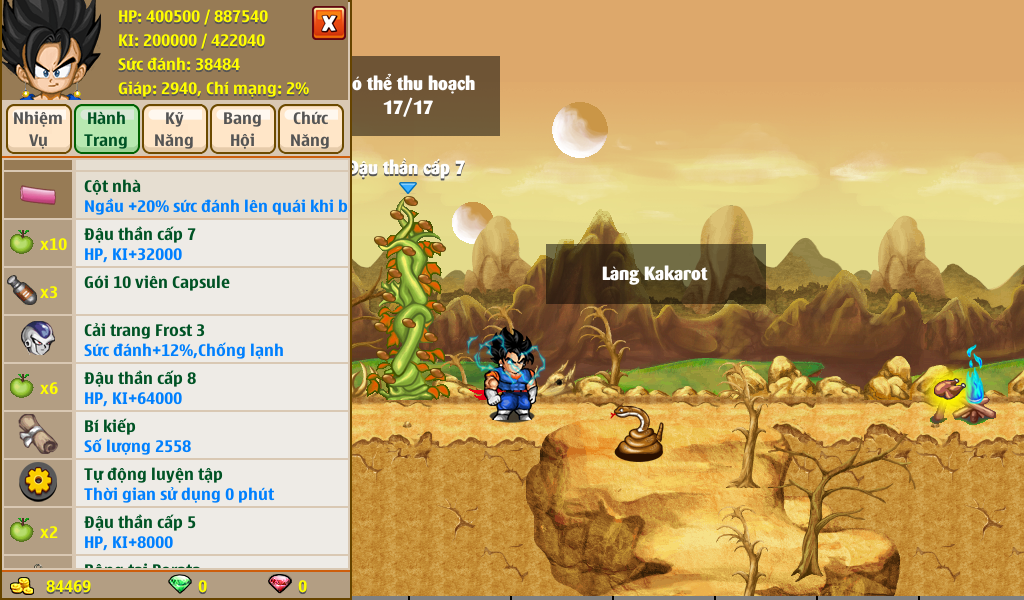 HP: 400500 / 887540
KI: 200000 / 422040
Sức đánh: 38484
Giáp: 2940, Chí mạng: 2%
X
Nhiệm Vụ
Hành Trang
Kỹ Năng
Bang Hội
Chức Năng
Cột nhà
Ngầu +20% sức đánh lên quái khi b
x10
Đậu thần cấp 7
HP, KI+32000
x3
Gói 10 viên Capsule
Cải trang Frost 3
Sức đánh+12%,Chống lạnh
x6
Đậu thần cấp 8
HP, KI+64000
Bí kiếp
Số lượng 2558
Tự động luyện tập
Thời gian sử dụng 0 phút
x2
Đậu thần cấp 5
HP, KI+8000
84469
0
0
ó thể thu hoạch
17/17
Đậu thần cấp 7
Làng Kakarot